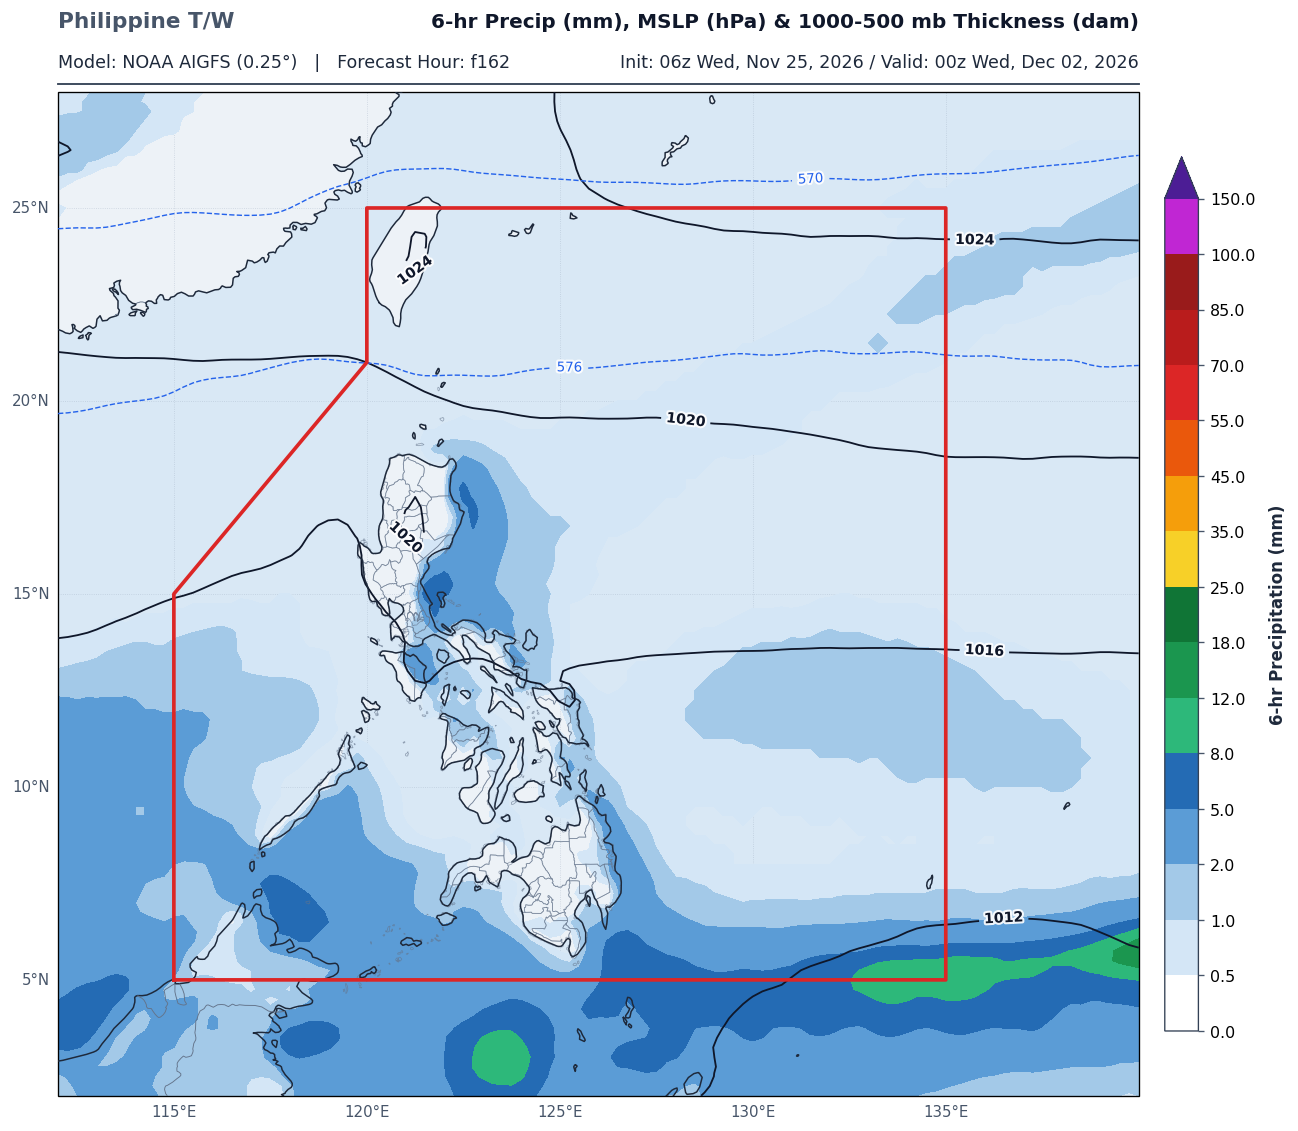 Philippine T/W
6-hr Precip (mm), MSLP (hPa) & 1000-500 mb Thickness (dam)
Model: NOAA AIGFS (0.25°) | Forecast Hour: f162
Init: 06z Wed, Nov 25, 2026 / Valid: 00z Wed, Dec 02, 2026
570
1024
1024
576
1020
1020
1016
1012
25°N
20°N
15°N
10°N
5°N
115°E
120°E
125°E
130°E
135°E
150.0
100.0
85.0
70.0
55.0
45.0
35.0
25.0
18.0
12.0
8.0
5.0
2.0
1.0
0.5
0.0
6-hr Precipitation (mm)